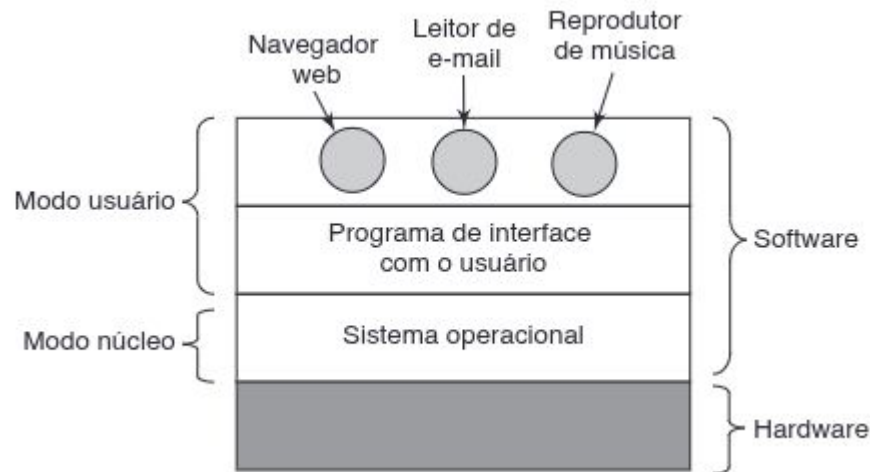 Navegador
web
Leitor de
e-mail
Reprodutor
de música
Modo usuário
Programa de interface
com o usuário
Software
Modo núcleo
Sistema operacional
Hardware